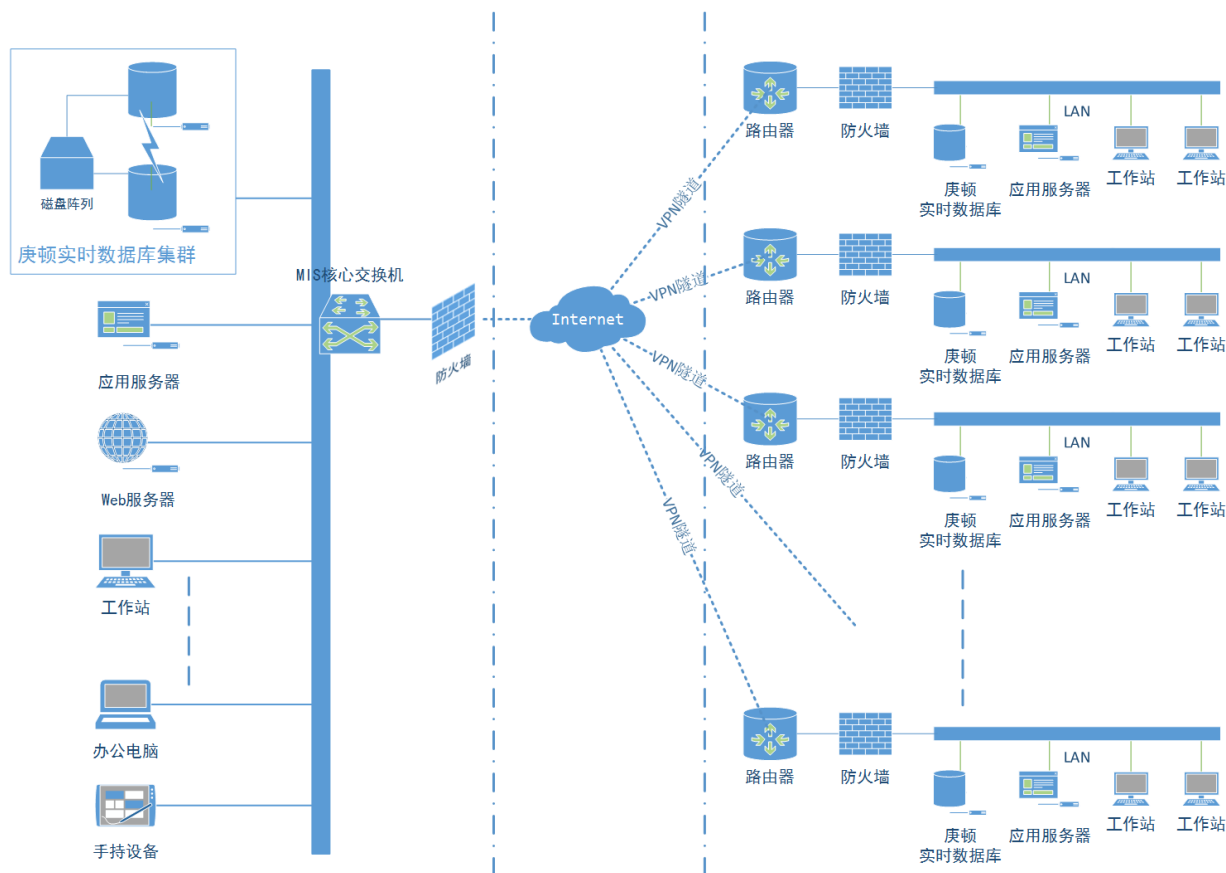 磁盘阵列
庚顿实时数据库集群
MIS核心交换机
防火墙
应用服务器
Web服务器
工作站
办公电脑
手持设备
Internet
VPN隧道
VPN隧道
VPN隧道
VPN隧道
VPN隧道
路由器
防火墙
LAN
庚顿
实时数据库
应用服务器
工作站
工作站
路由器
防火墙
LAN
庚顿
实时数据库
应用服务器
工作站
工作站
路由器
防火墙
LAN
庚顿
实时数据库
应用服务器
工作站
工作站
路由器
防火墙
LAN
庚顿
实时数据库
应用服务器
工作站
工作站